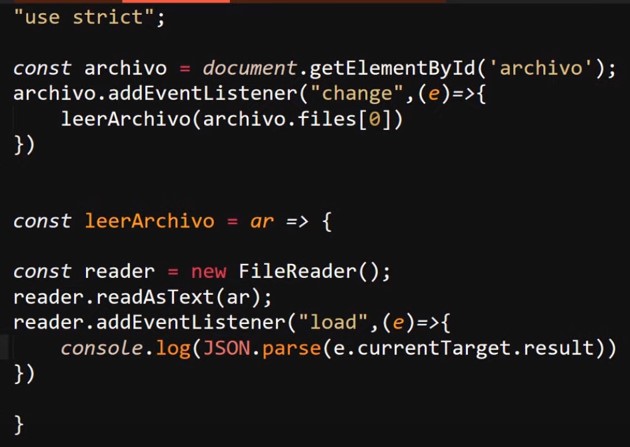 "use strict";
const archivo = document.getElementById('archivo');
archivo.addEventListener("change",(e)=>{
    leerArchivo(archivo.files[0])
})
const leerArchivo = ar => {
const reader = new FileReader();
reader.readAsText(ar);
reader.addEventListener("load",(e)=>{
    console.log(JSON.parse(e.currentTarget.result))
})
}